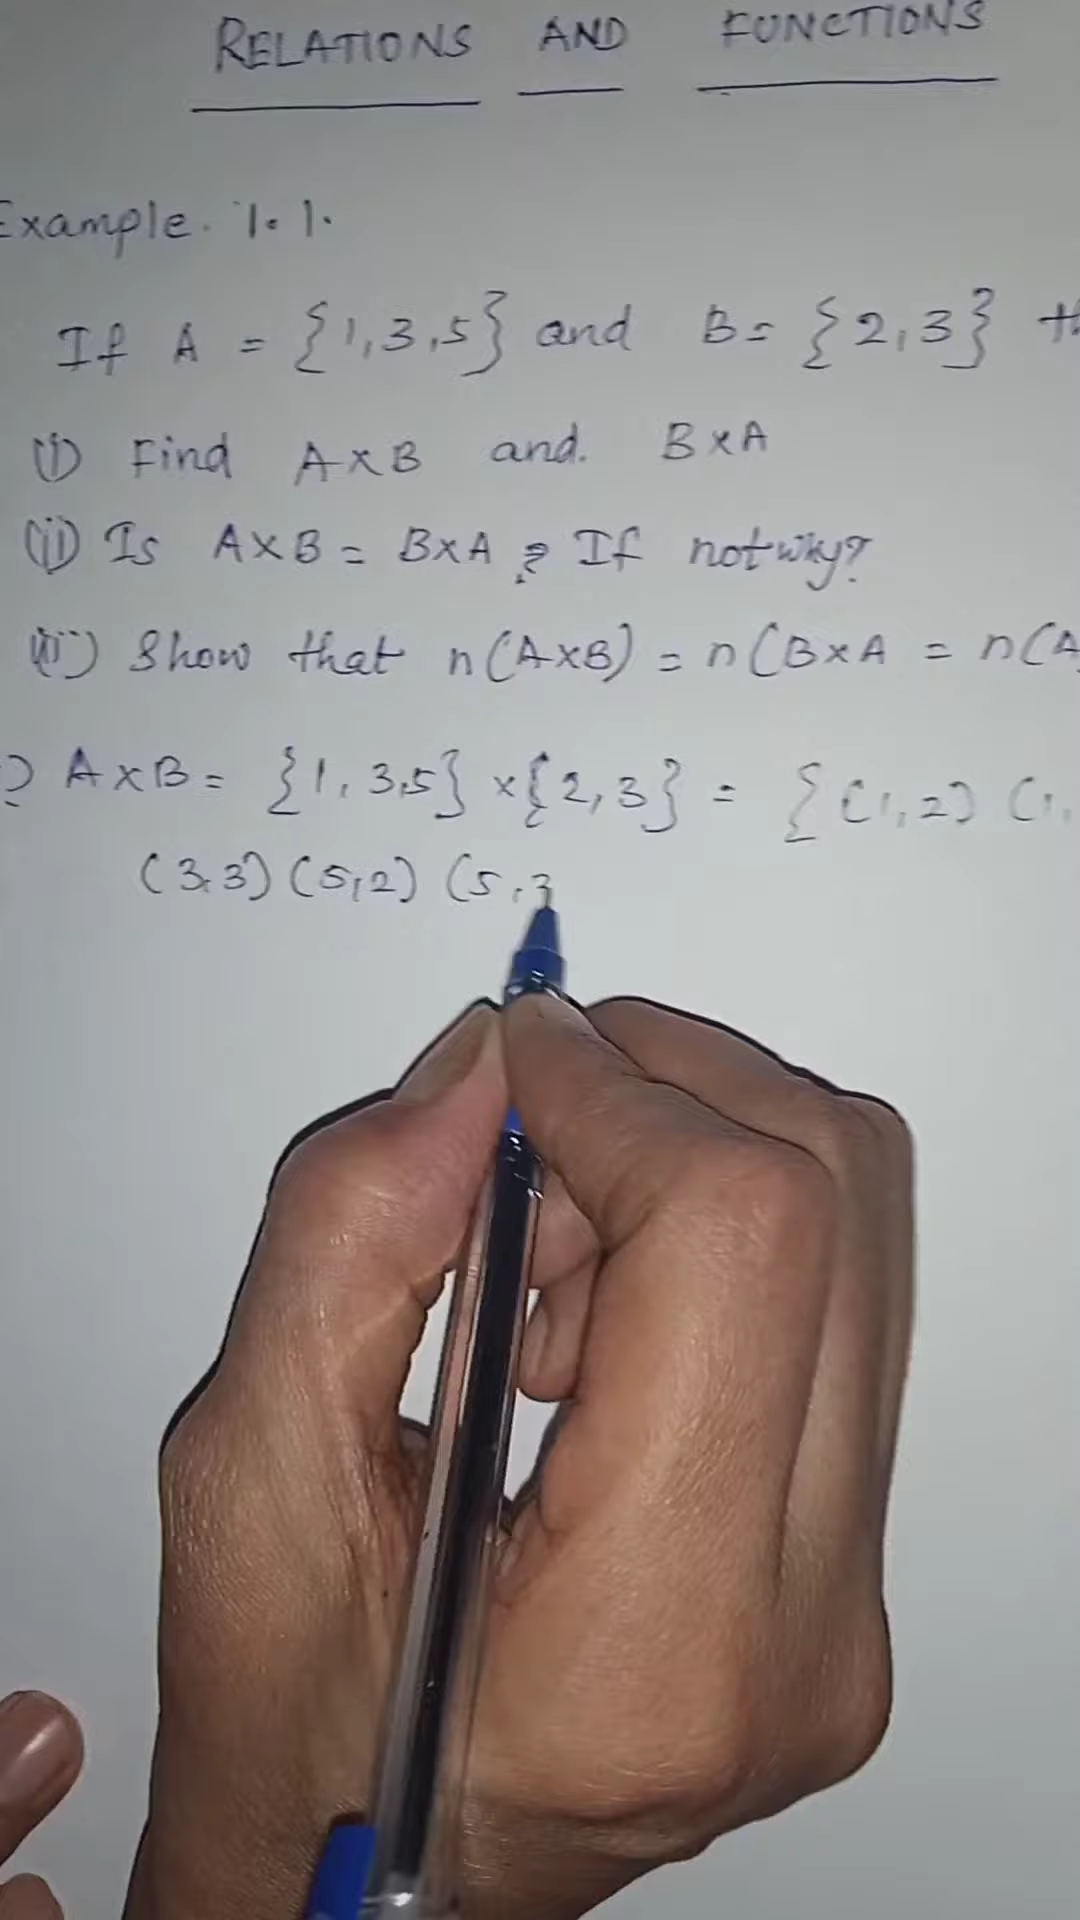 RELATIONS AND FUNCTIONS
Example. 1.1.
If A = {1,3,5} and B = {2,3}
(i) Find A×B and. B×A
(ii) Is A×B = B×A ? If not why?
(iii) Show that n(A×B) = n(B×A = n(A
A×B = {1,3,5} × {2,3} = {(1,2) (1,
(3,3) (5,2) (5,3